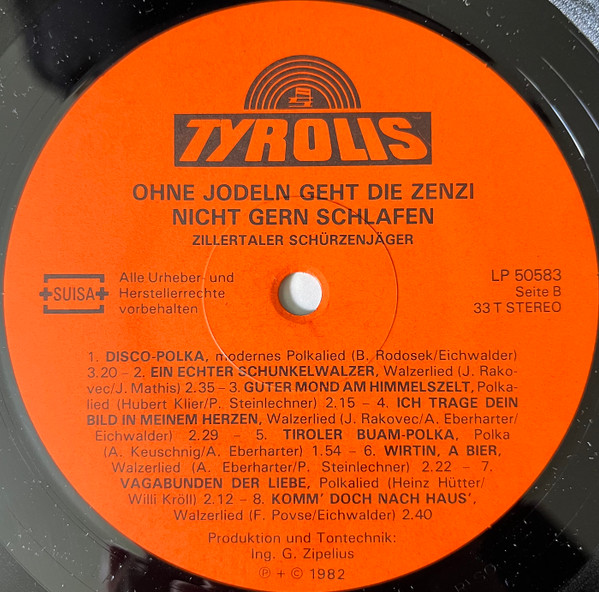 TYROLIS
OHNE JODELN GEHT DIE ZENZI
NICHT GERN SCHLAFEN
ZILLERTALER SCHÜRZENJÄGER
+SUISA+
Alle Urheber- und
Herstellerrechte
vorbehalten
LP 50583
Seite B
33 T STEREO
1. DISCO-POLKA, modernes Polkalied (B. Rodosek/Eichwalder)
3.20 – 2. EIN ECHTER SCHUNKELWALZER, Walzerlied (J. Rako-
vec/J. Mathis) 2.35 – 3. GUTER MOND AM HIMMELSZELT, Polka-
lied (Hubert Klier/P. Steinlechner) 2.15 – 4. ICH TRAGE DEIN
BILD IN MEINEM HERZEN, Walzerlied (J. Rakovec/A. Eberharter/
Eichwalder) 2.29 – 5. TIROLER BUAM-POLKA, Polka
(A. Keuschnig/A. Eberharter) 1.54 – 6. WIRTIN, A BIER,
Walzerlied (A. Eberharter/P. Steinlechner) 2.22 – 7.
VAGABUNDEN DER LIEBE, Polkalied (Heinz Hütter/
Willi Kröll) 2.12 – 8. KOMM' DOCH NACH HAUS',
Walzerlied (F. Povse/Eichwalder) 2.40
Produktion und Tontechnik:
Ing. G. Zipelius
℗ + © 1982